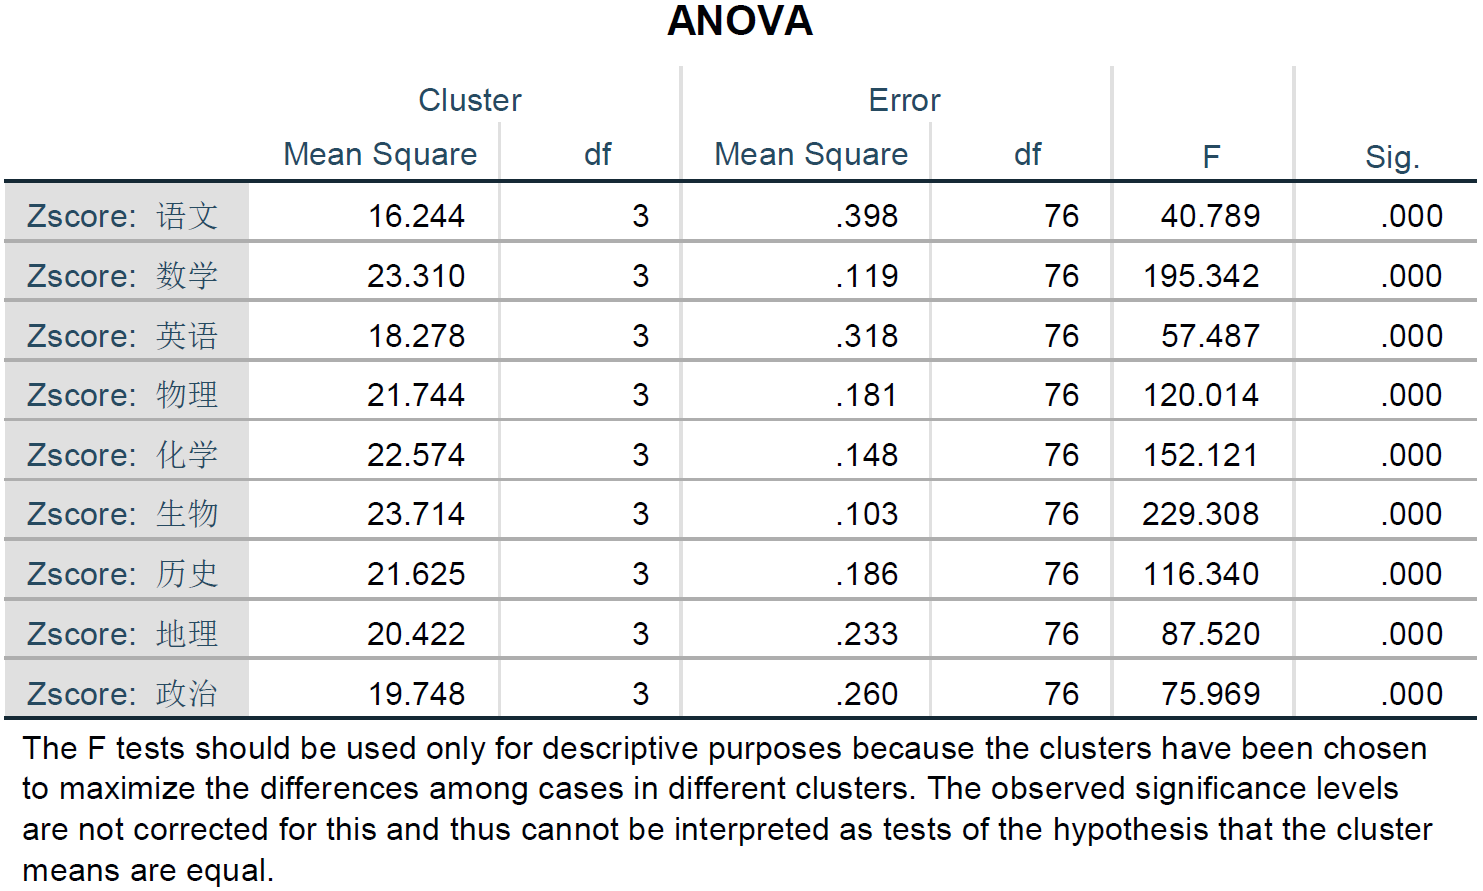 ANOVA
Cluster Error
Mean Square df Mean Square df F Sig.
Zscore: 语文 16.244 3 .398 76 40.789 .000
Zscore: 数学 23.310 3 .119 76 195.342 .000
Zscore: 英语 18.278 3 .318 76 57.487 .000
Zscore: 物理 21.744 3 .181 76 120.014 .000
Zscore: 化学 22.574 3 .148 76 152.121 .000
Zscore: 生物 23.714 3 .103 76 229.308 .000
Zscore: 历史 21.625 3 .186 76 116.340 .000
Zscore: 地理 20.422 3 .233 76 87.520 .000
Zscore: 政治 19.748 3 .260 76 75.969 .000
The F tests should be used only for descriptive purposes because the clusters have been chosen
to maximize the differences among cases in different clusters. The observed significance levels
are not corrected for this and thus cannot be interpreted as tests of the hypothesis that the cluster
means are equal.